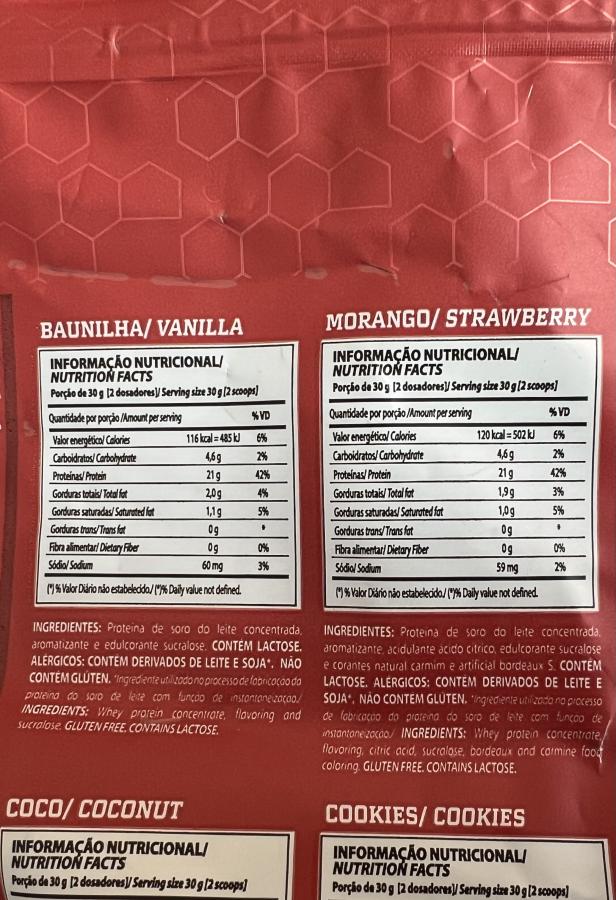 BAUNILHA/ VANILLA
INFORMAÇÃO NUTRICIONAL/
NUTRITION FACTS
Porção de 30 g [2 dosadores]/ Serving size 30 g [2 scoops]
Quantidade por porção /Amount per serving % VD
Valor energético/ Calories 116 kcal = 485 kJ 6%
Carboidratos/ Carbohydrate 4,6 g 2%
Proteínas/ Protein 21 g 42%
Gorduras totais/ Total fat 2,0 g 4%
Gorduras saturadas/ Saturated fat 1,1 g 5%
Gorduras trans/ Trans fat 0 g *
Fibra alimentar/ Dietary Fiber 0 g 0%
Sódio/ Sodium 60 mg 3%
(*) % Valor Diário não estabelecido./ (*)% Daily value not defined.
INGREDIENTES: Proteína de soro do leite concentrada,
aromatizante e edulcorante sucralose. CONTÉM LACTOSE.
ALÉRGICOS: CONTÉM DERIVADOS DE LEITE E SOJA*. NÃO
CONTÉM GLÚTEN. *Ingrediente utilizado no processo de fabricação da
proteína do soro de leite com função de instantaneização/
INGREDIENTS: Whey protein concentrate, flavoring and
sucralose. GLUTEN FREE. CONTAINS LACTOSE.
MORANGO/ STRAWBERRY
INFORMAÇÃO NUTRICIONAL/
NUTRITION FACTS
Porção de 30 g [2 dosadores]/ Serving size 30 g [2 scoops]
Quantidade por porção /Amount per serving % VD
Valor energético/ Calories 120 kcal = 502 kJ 6%
Carboidratos/ Carbohydrate 4,6 g 2%
Proteínas/ Protein 21 g 42%
Gorduras totais/ Total fat 1,9 g 3%
Gorduras saturadas/ Saturated fat 1,0 g 5%
Gorduras trans/ Trans fat 0 g *
Fibra alimentar/ Dietary Fiber 0 g 0%
Sódio/ Sodium 59 mg 2%
(*) % Valor Diário não estabelecido./ (*)% Daily value not defined.
INGREDIENTES: Proteína de soro do leite concentrada,
aromatizante, acidulante ácido cítrico, edulcorante sucralose
e corantes natural carmim e artificial bordeaux S. CONTÉM
LACTOSE. ALÉRGICOS: CONTÉM DERIVADOS DE LEITE E
SOJA*. NÃO CONTÉM GLÚTEN. *Ingrediente utilizado no processo
de fabricação da proteína do soro de leite com função de
instantaneização/ INGREDIENTS: Whey protein concentrate,
flavoring, citric acid, sucralose, bordeaux and carmine food
coloring. GLUTEN FREE. CONTAINS LACTOSE.
COCO/ COCONUT
INFORMAÇÃO NUTRICIONAL/
NUTRITION FACTS
Porção de 30 g [2 dosadores]/ Serving size 30 g [2 scoops]
COOKIES/ COOKIES
INFORMAÇÃO NUTRICIONAL/
NUTRITION FACTS
Porção de 30 g [2 dosadores]/ Serving size 30 g [2 scoops]